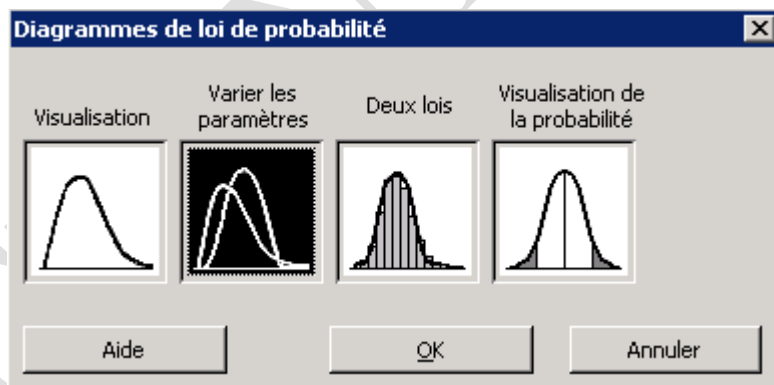 Diagrammes de loi de probabilité
Visualisation
Varier les
paramètres
Deux lois
Visualisation de
la probabilité
Aide
OK
Annuler